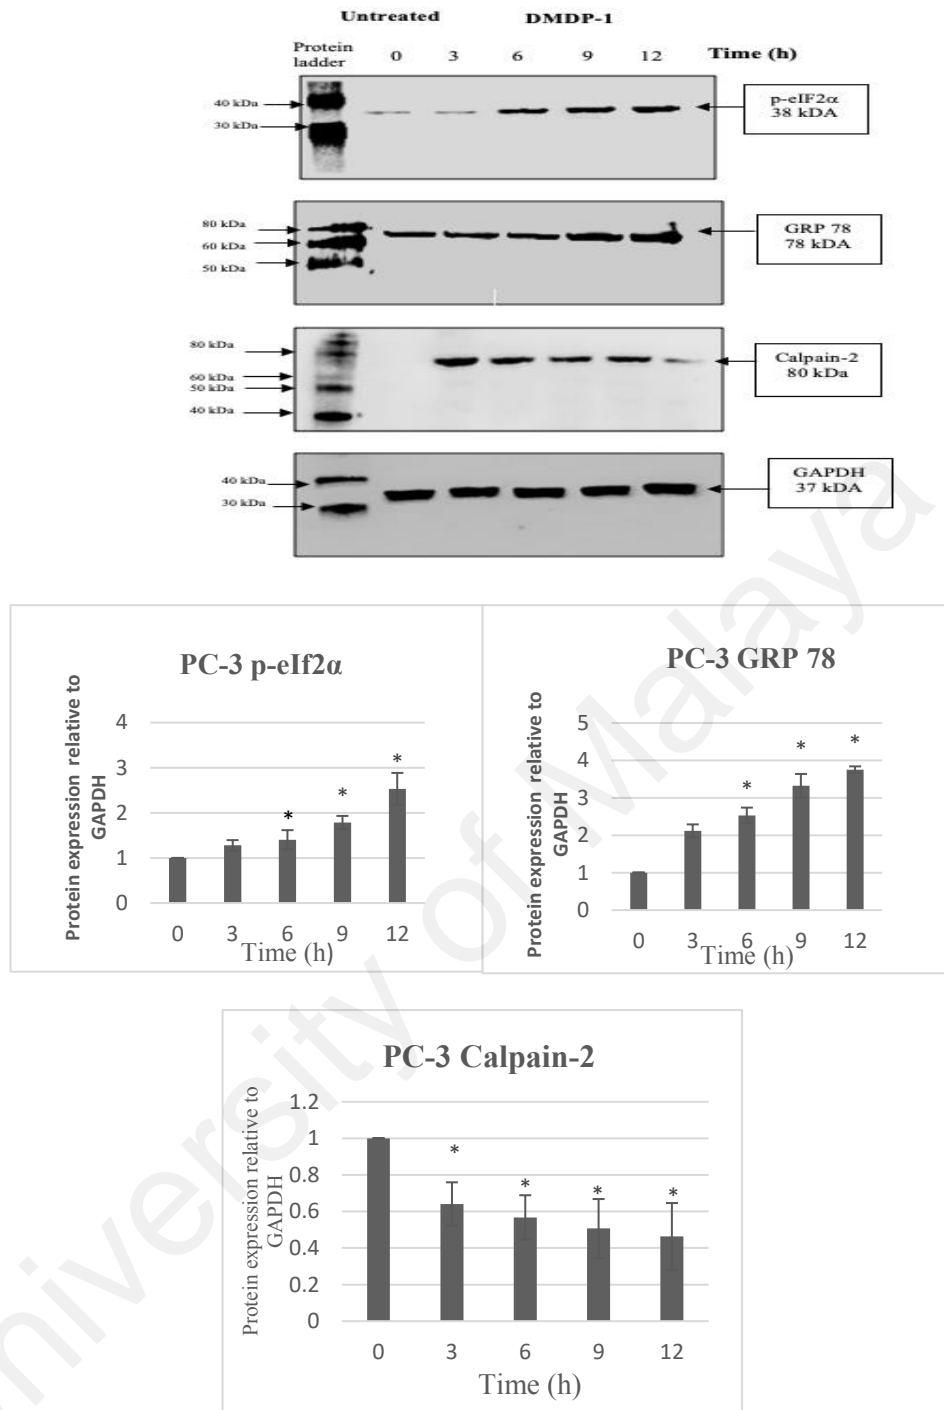 Untreated DMDP-1
Protein
ladder
0 3 6 9 12 Time (h)
40 kDa
30 kDa
p-eIF2α
38 kDA
80 kDa
60 kDa
50 kDa
GRP 78
78 kDA
80 kDa
60 kDa
50 kDa
40 kDa
Calpain-2
80 kDa
40 kDa
30 kDa
GAPDH
37 kDA
PC-3 p-eIf2α
Protein expression relative to
GAPDH
4
3
2
1
0
* * *
0 3 6 9 12
Time (h)
PC-3 GRP 78
Protein expression relative to
GAPDH
5
4
3
2
1
0
* * *
0 3 6 9 12
Time (h)
PC-3 Calpain-2
Protein expression relative to
GAPDH
1.2
1
0.8
0.6
0.4
0.2
0
* * * *
0 3 6 9 12
Time (h)
University of Malaya